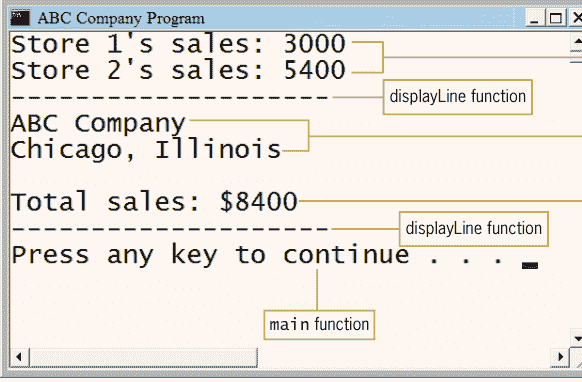 ABC Company Program
Store 1's sales: 3000
Store 2's sales: 5400
--------------------
displayLine function
ABC Company
Chicago, Illinois
Total sales: $8400
--------------------
displayLine function
Press any key to continue . . . _
main function